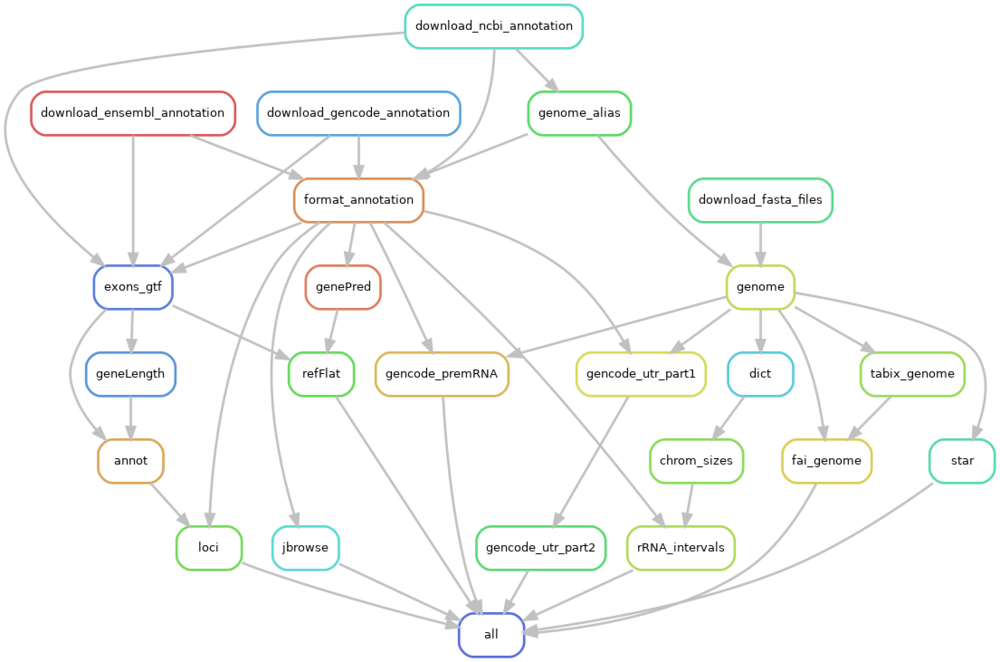 download_ncbi_annotation
download_ensembl_annotation
download_gencode_annotation
genome_alias
format_annotation
download_fasta_files
exons_gtf
genePred
genome
geneLength
refFlat
gencode_premRNA
gencode_utr_part1
dict
tabix_genome
annot
chrom_sizes
fai_genome
star
loci
jbrowse
gencode_utr_part2
rRNA_intervals
all